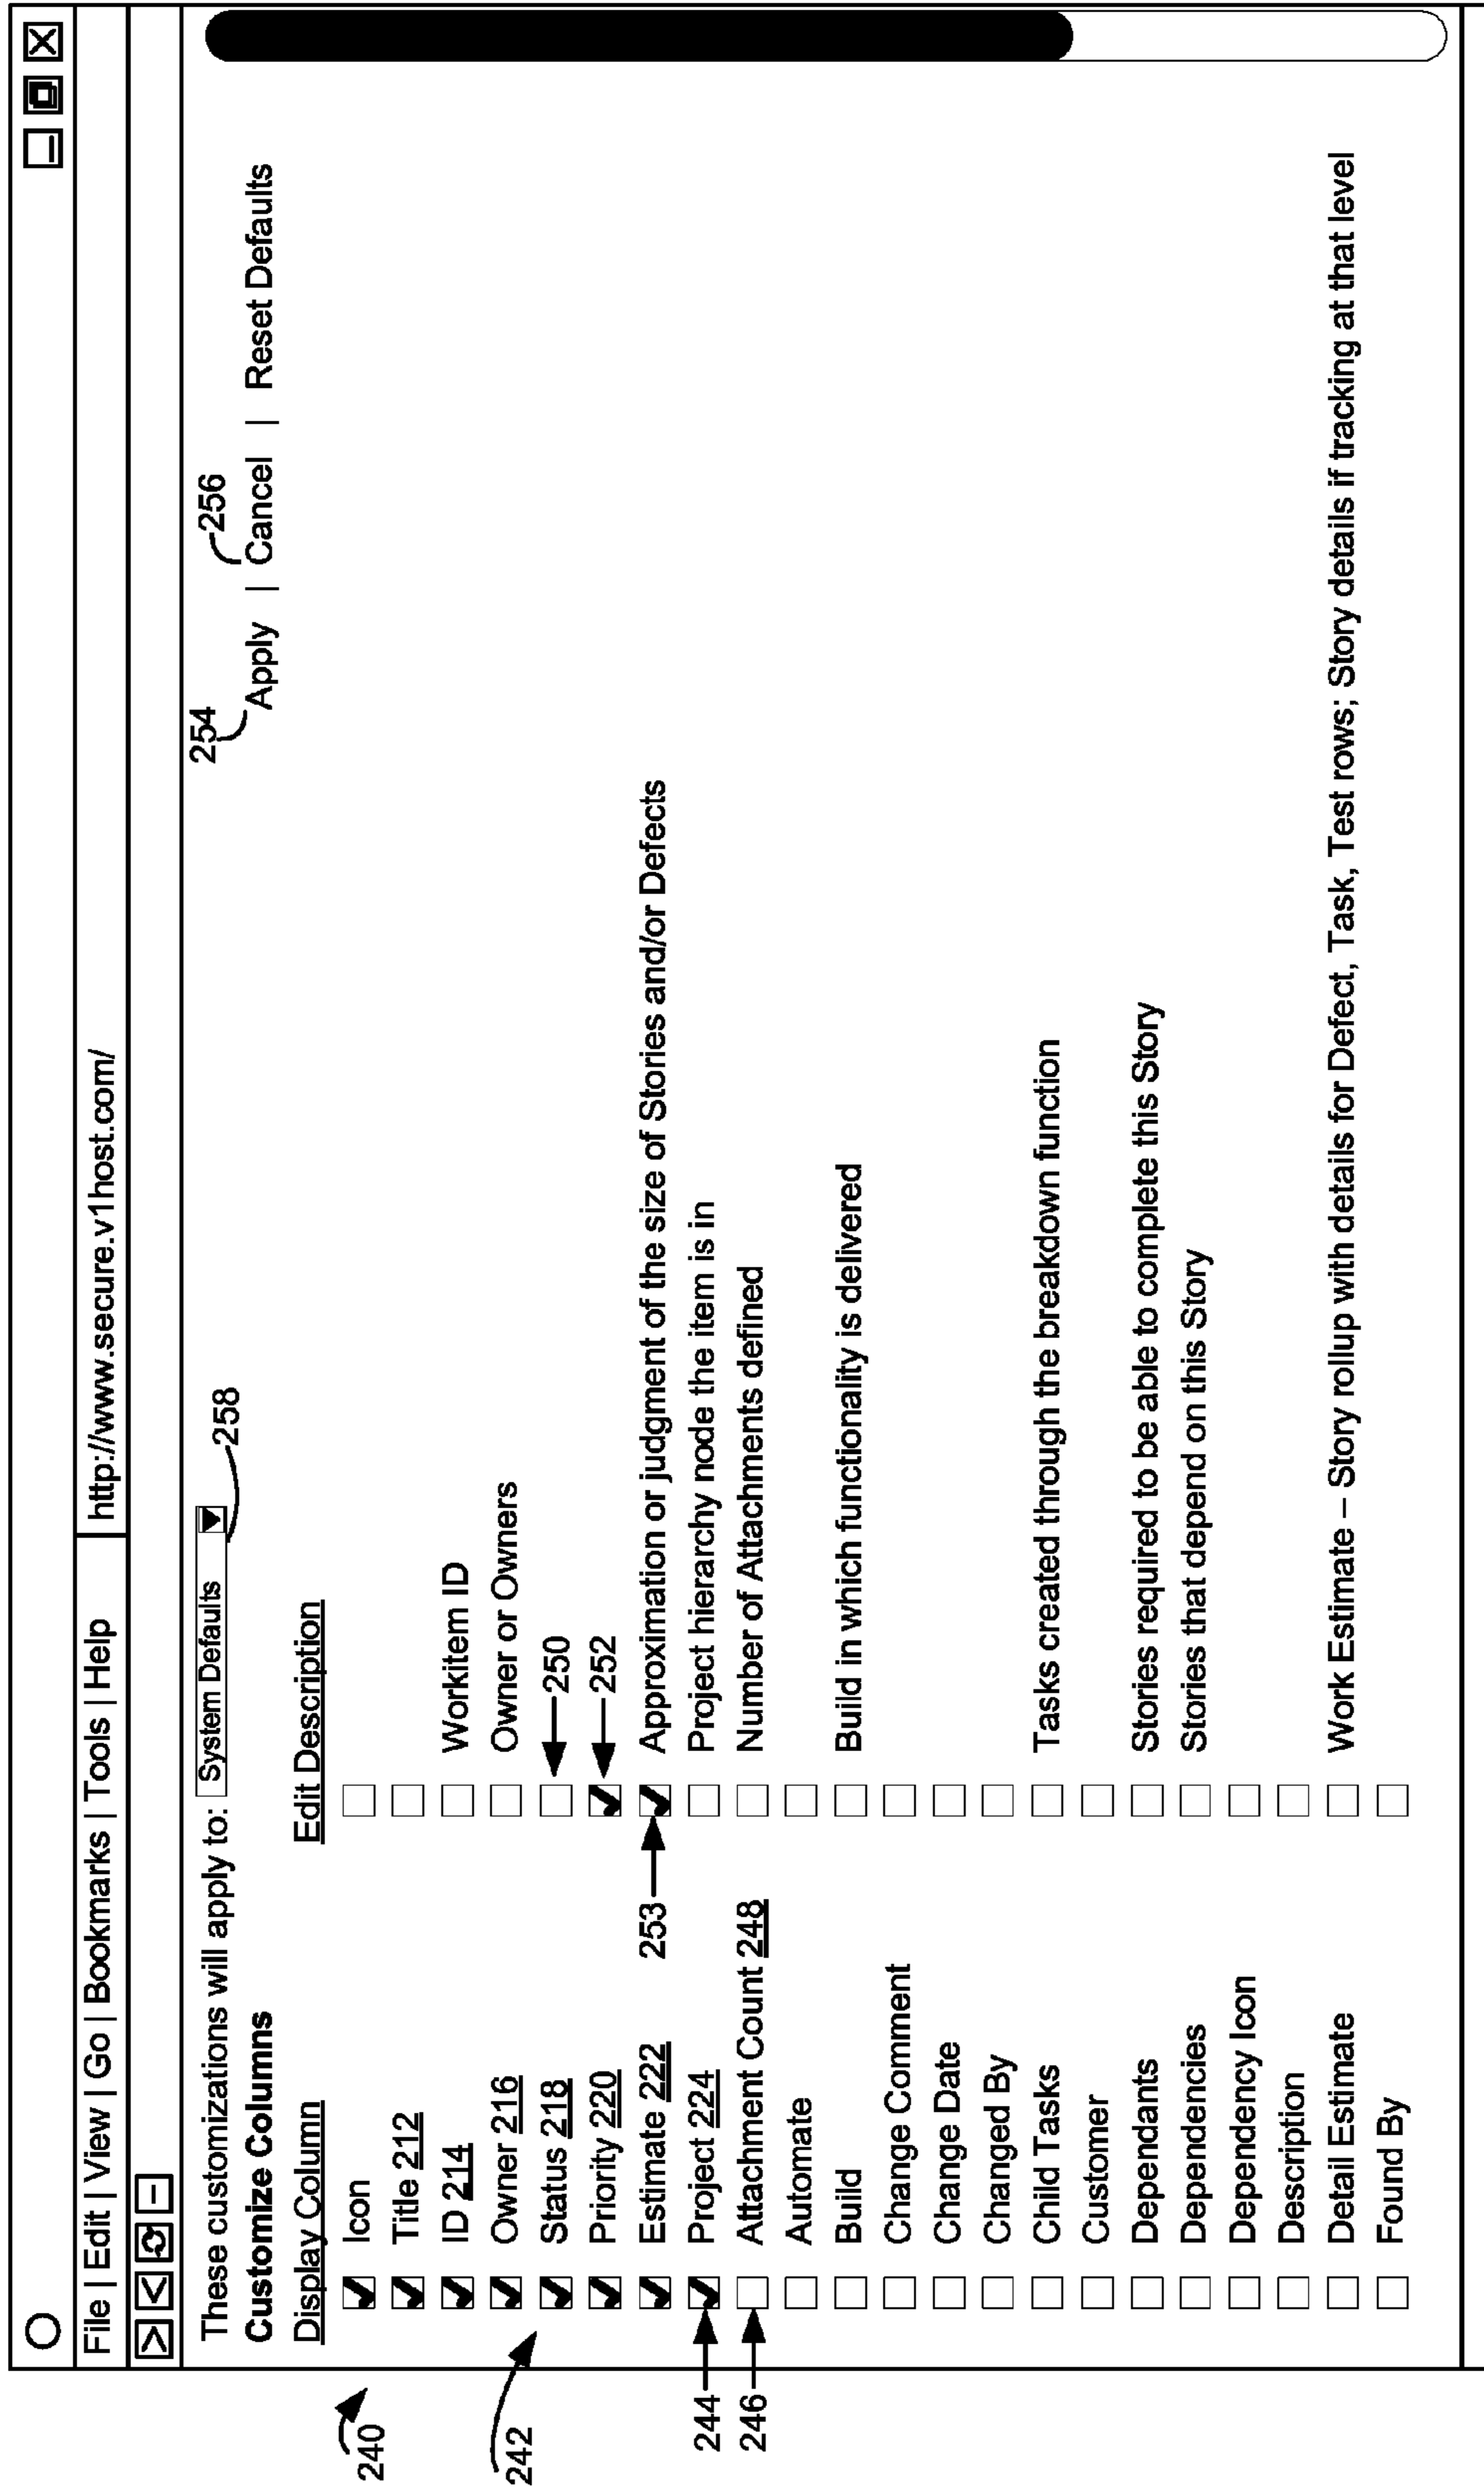 File | Edit | View | Go | Bookmarks | Tools | Help
http://www.secure.v1host.com/
These customizations will apply to: System Defaults
258
254
256
Customize Columns
Apply | Cancel | Reset Defaults
Display Column Edit Description
240
Icon
Title 212
ID 214 Workitem ID
242
Owner 216 Owner or Owners
Status 218 250
Priority 220 252
Estimate 222 253 Approximation or judgment of the size of Stories and/or Defects
244 Project 224 Project hierarchy node the item is in
246 Attachment Count 248 Number of Attachments defined
Automate
Build Build in which functionality is delivered
Change Comment
Change Date
Changed By
Child Tasks Tasks created through the breakdown function
Customer
Dependants Stories required to be able to complete this Story
Dependencies Stories that depend on this Story
Dependency Icon
Description
Detail Estimate Work Estimate – Story rollup with details for Defect, Task, Test rows; Story details if tracking at that level
Found By